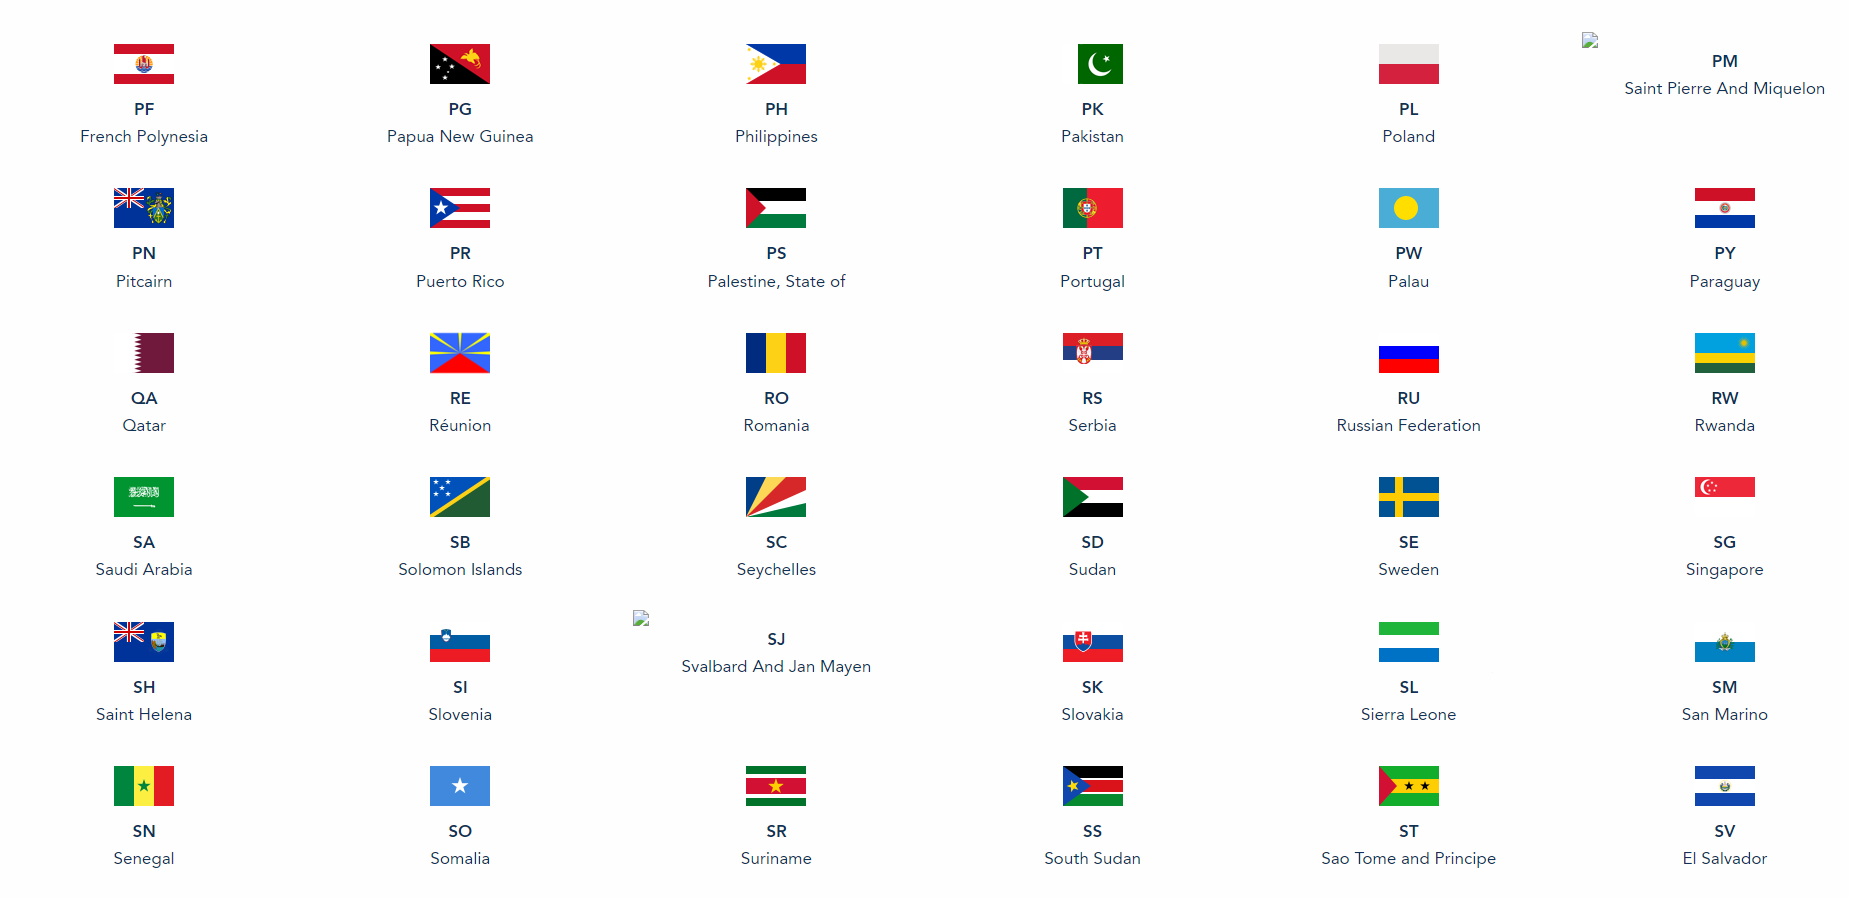 PF
French Polynesia
PG
Papua New Guinea
PH
Philippines
PK
Pakistan
PL
Poland
PM
Saint Pierre And Miquelon
PN
Pitcairn
PR
Puerto Rico
PS
Palestine, State of
PT
Portugal
PW
Palau
PY
Paraguay
QA
Qatar
RE
Réunion
RO
Romania
RS
Serbia
RU
Russian Federation
RW
Rwanda
SA
Saudi Arabia
SB
Solomon Islands
SC
Seychelles
SD
Sudan
SE
Sweden
SG
Singapore
SH
Saint Helena
SI
Slovenia
SJ
Svalbard And Jan Mayen
SK
Slovakia
SL
Sierra Leone
SM
San Marino
SN
Senegal
SO
Somalia
SR
Suriname
SS
South Sudan
ST
Sao Tome and Principe
SV
El Salvador